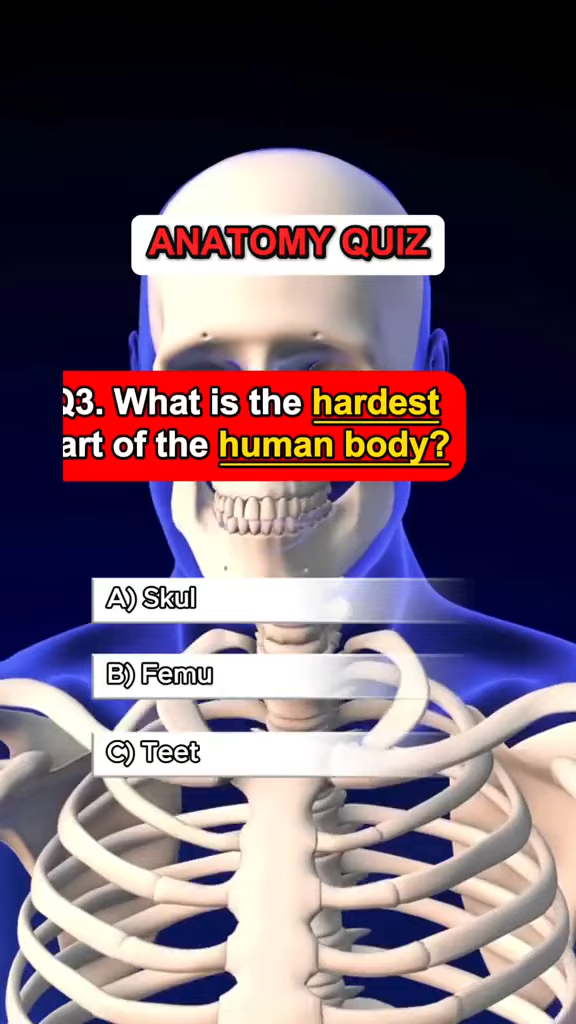 ANATOMY QUIZ
Q3. What is the hardest
art of the human body?
A) Skul
B) Femu
C) Teet